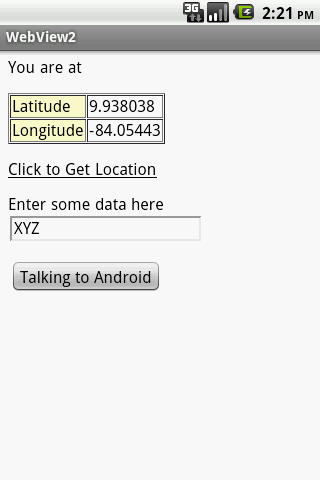 3G 2:21 PM
WebView2
You are at
Latitude 9.938038
Longitude -84.05443
Click to Get Location
Enter some data here
XYZ
Talking to Android